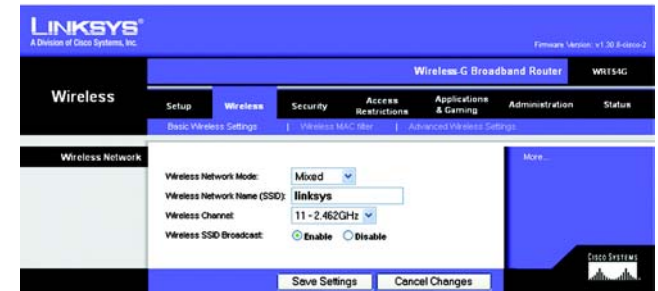 LINKSYS®
A Division of Cisco Systems, Inc.
Firmware Version: v1.30.8-cisco-2
Wireless-G Broadband Router WRT54G
Wireless
Setup Wireless Security Access Restrictions Applications & Gaming Administration Status
Basic Wireless Settings | Wireless MAC filter | Advanced Wireless Settings
Wireless Network
More...
Wireless Network Mode: Mixed
Wireless Network Name (SSID): linksys
Wireless Channel: 11 - 2.462GHz
Wireless SSID Broadcast: Enable Disable
CISCO SYSTEMS
Save Settings Cancel Changes